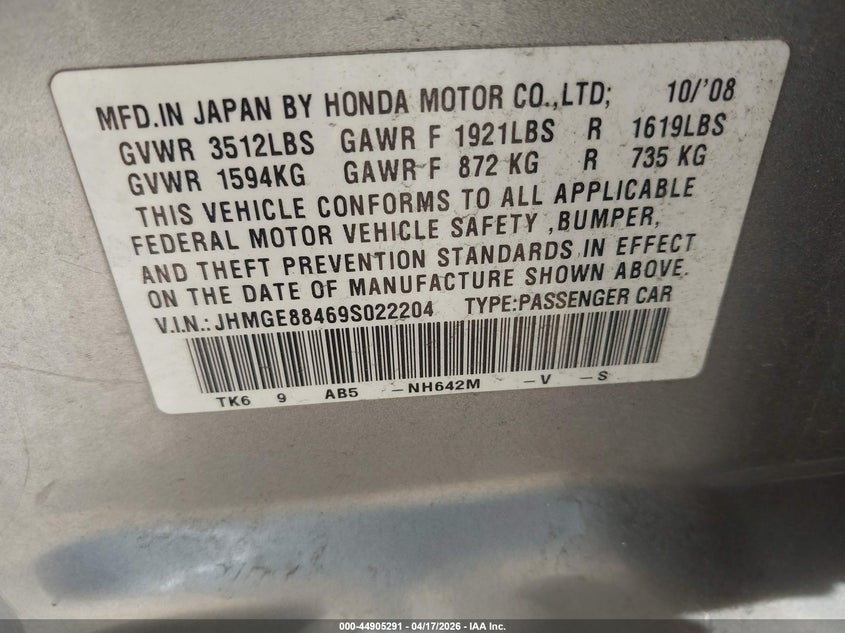 MFD.IN JAPAN BY HONDA MOTOR CO.,LTD; 10/'08
GVWR 3512LBS GAWR F 1921LBS R 1619LBS
GVWR 1594KG GAWR F 872 KG R 735 KG
THIS VEHICLE CONFORMS TO ALL APPLICABLE
FEDERAL MOTOR VEHICLE SAFETY ,BUMPER,
AND THEFT PREVENTION STANDARDS IN EFFECT
ON THE DATE OF MANUFACTURE SHOWN ABOVE.
V.I.N.: JHMGE88469S022204 TYPE:PASSENGER CAR
TK6 9 AB5 -NH642M -V -S
000-44905291 - 04/17/2026 - IAA Inc.